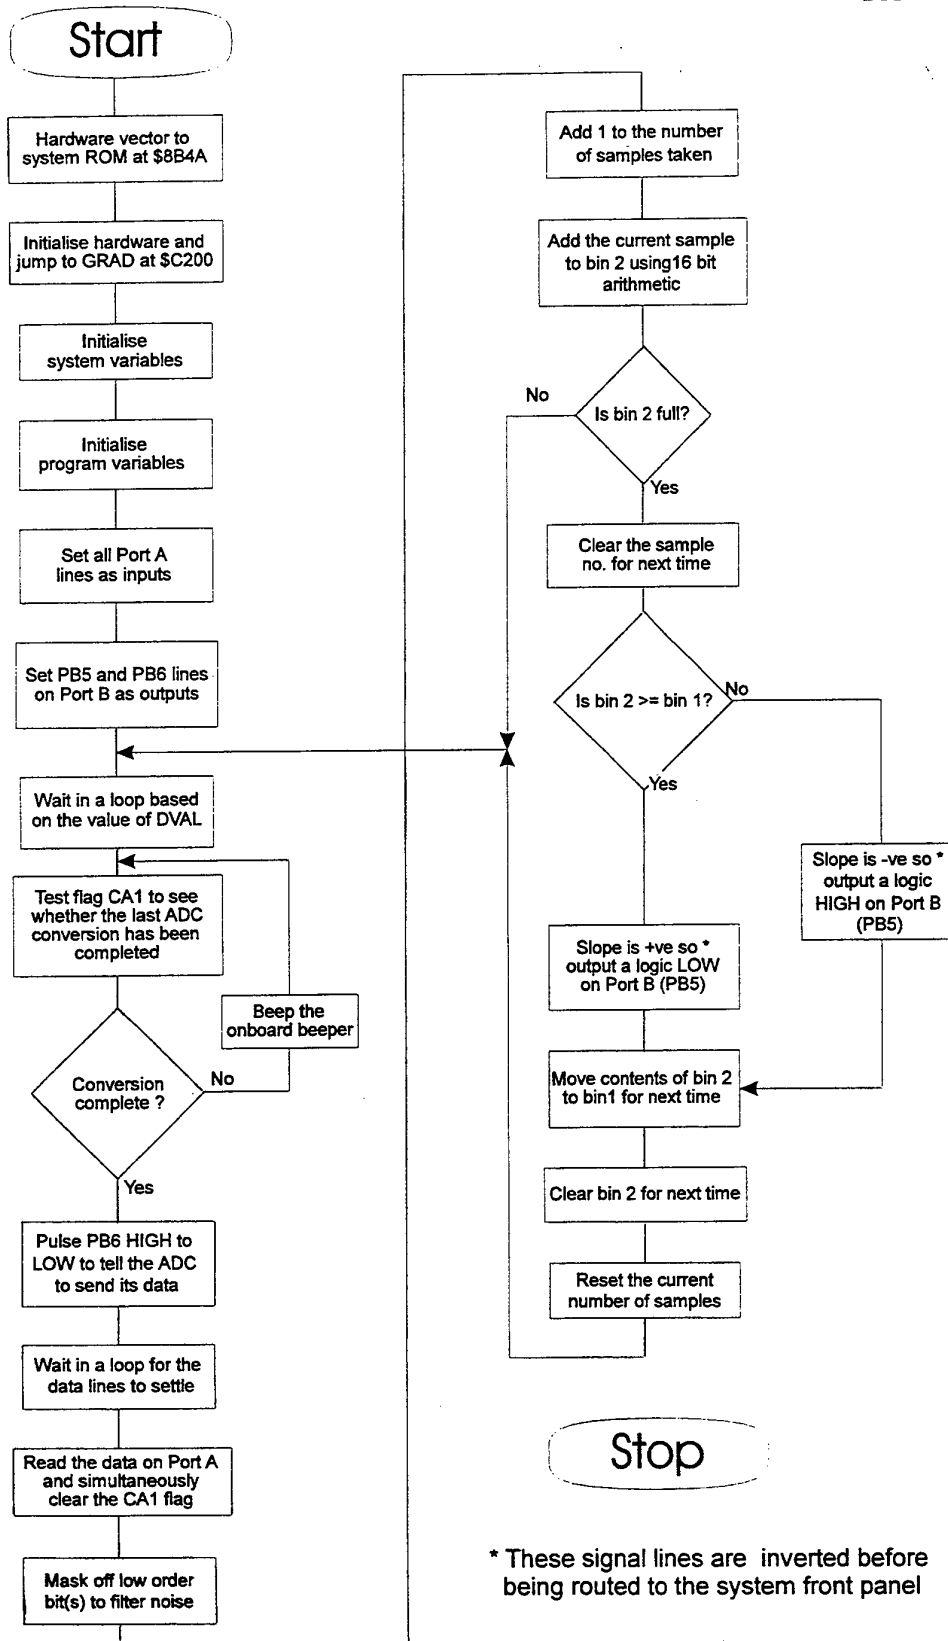 Start
Hardware vector to
system ROM at $8B4A
Initialise hardware and
jump to GRAD at $C200
Initialise
system variables
Initialise
program variables
Set all Port A
lines as inputs
Set PB5 and PB6 lines
on Port B as outputs
Wait in a loop based
on the value of DVAL
Test flag CA1 to see
whether the last ADC
conversion has been
completed
Beep the
onboard beeper
Conversion
complete ?
No
Yes
Pulse PB6 HIGH to
LOW to tell the ADC
to send its data
Wait in a loop for the
data lines to settle
Read the data on Port A
and simultaneously
clear the CA1 flag
Mask off low order
bit(s) to filter noise
Add 1 to the number
of samples taken
Add the current sample
to bin 2 using16 bit
arithmetic
Is bin 2 full?
No
Yes
Clear the sample
no. for next time
Is bin 2 >= bin 1?
No
Yes
Slope is -ve so *
output a logic
HIGH on Port B
(PB5)
Slope is +ve so *
output a logic LOW
on Port B (PB5)
Move contents of bin 2
to bin1 for next time
Clear bin 2 for next time
Reset the current
number of samples
Stop
* These signal lines are inverted before
being routed to the system front panel